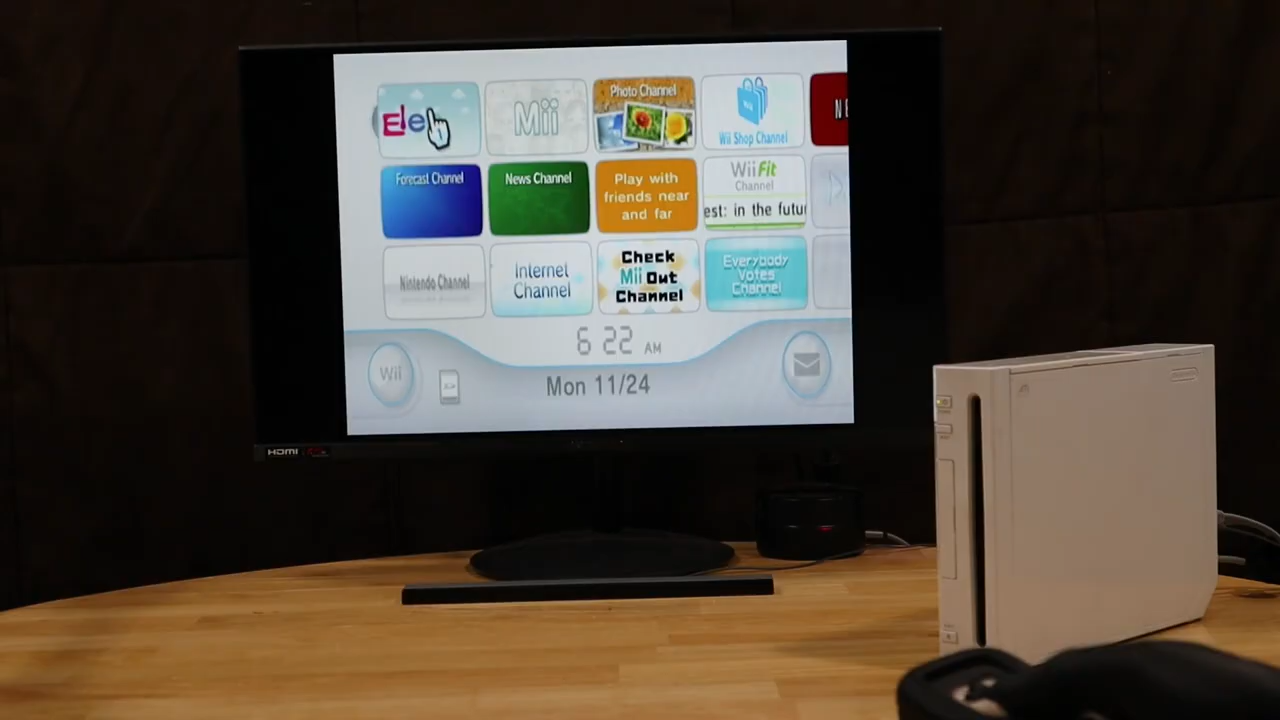 Ele
Mii
Photo Channel
Wii
Wii Shop Channel
NE
Forecast Channel
News Channel
Play with
friends near
and far
Wii Fit
Channel
est: in the futu
Nintendo Channel
Internet
Channel
Check
Mii Out
Channel
Everybody
Votes
Channel
6 22 AM
Wii
Mon 11/24
HDMI